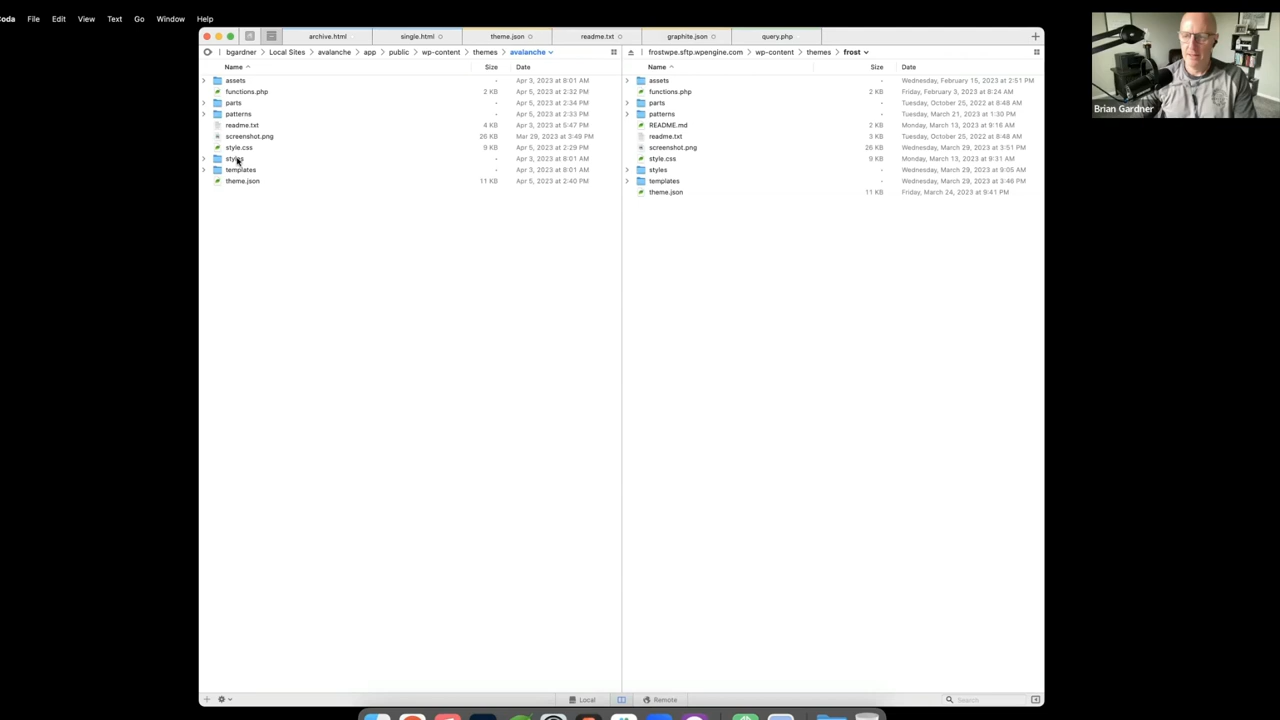 oda File Edit View Text Go Window Help
archive.html single.html theme.json readme.txt graphite.json query.php
bgardner Local Sites avalanche app public wp-content themes avalanche
frostwpe.sftp.wpengine.com wp-content themes frost
Name Size Date
assets - Apr 3, 2023 at 8:01 AM
functions.php 2 KB Apr 5, 2023 at 2:32 PM
parts - Apr 5, 2023 at 2:34 PM
patterns - Apr 5, 2023 at 2:33 PM
readme.txt 4 KB Apr 3, 2023 at 5:47 PM
screenshot.png 26 KB Mar 29, 2023 at 3:49 PM
style.css 9 KB Apr 5, 2023 at 2:29 PM
styles - Apr 3, 2023 at 8:01 AM
templates - Apr 3, 2023 at 8:01 AM
theme.json 11 KB Apr 5, 2023 at 2:40 PM
Name Size Date
assets - Wednesday, February 15, 2023 at 2:51 PM
functions.php 2 KB Friday, February 3, 2023 at 8:24 AM
parts - Tuesday, October 25, 2022 at 8:48 AM
patterns - Tuesday, March 21, 2023 at 1:30 PM
README.md 2 KB Monday, March 13, 2023 at 9:16 AM
readme.txt 3 KB Tuesday, October 25, 2022 at 8:48 AM
screenshot.png 26 KB Wednesday, March 29, 2023 at 3:51 PM
style.css 9 KB Monday, March 13, 2023 at 9:31 AM
styles - Wednesday, March 29, 2023 at 9:05 AM
templates - Wednesday, March 29, 2023 at 3:46 PM
theme.json 11 KB Friday, March 24, 2023 at 9:41 PM
Brian Gardner
Local Remote Search